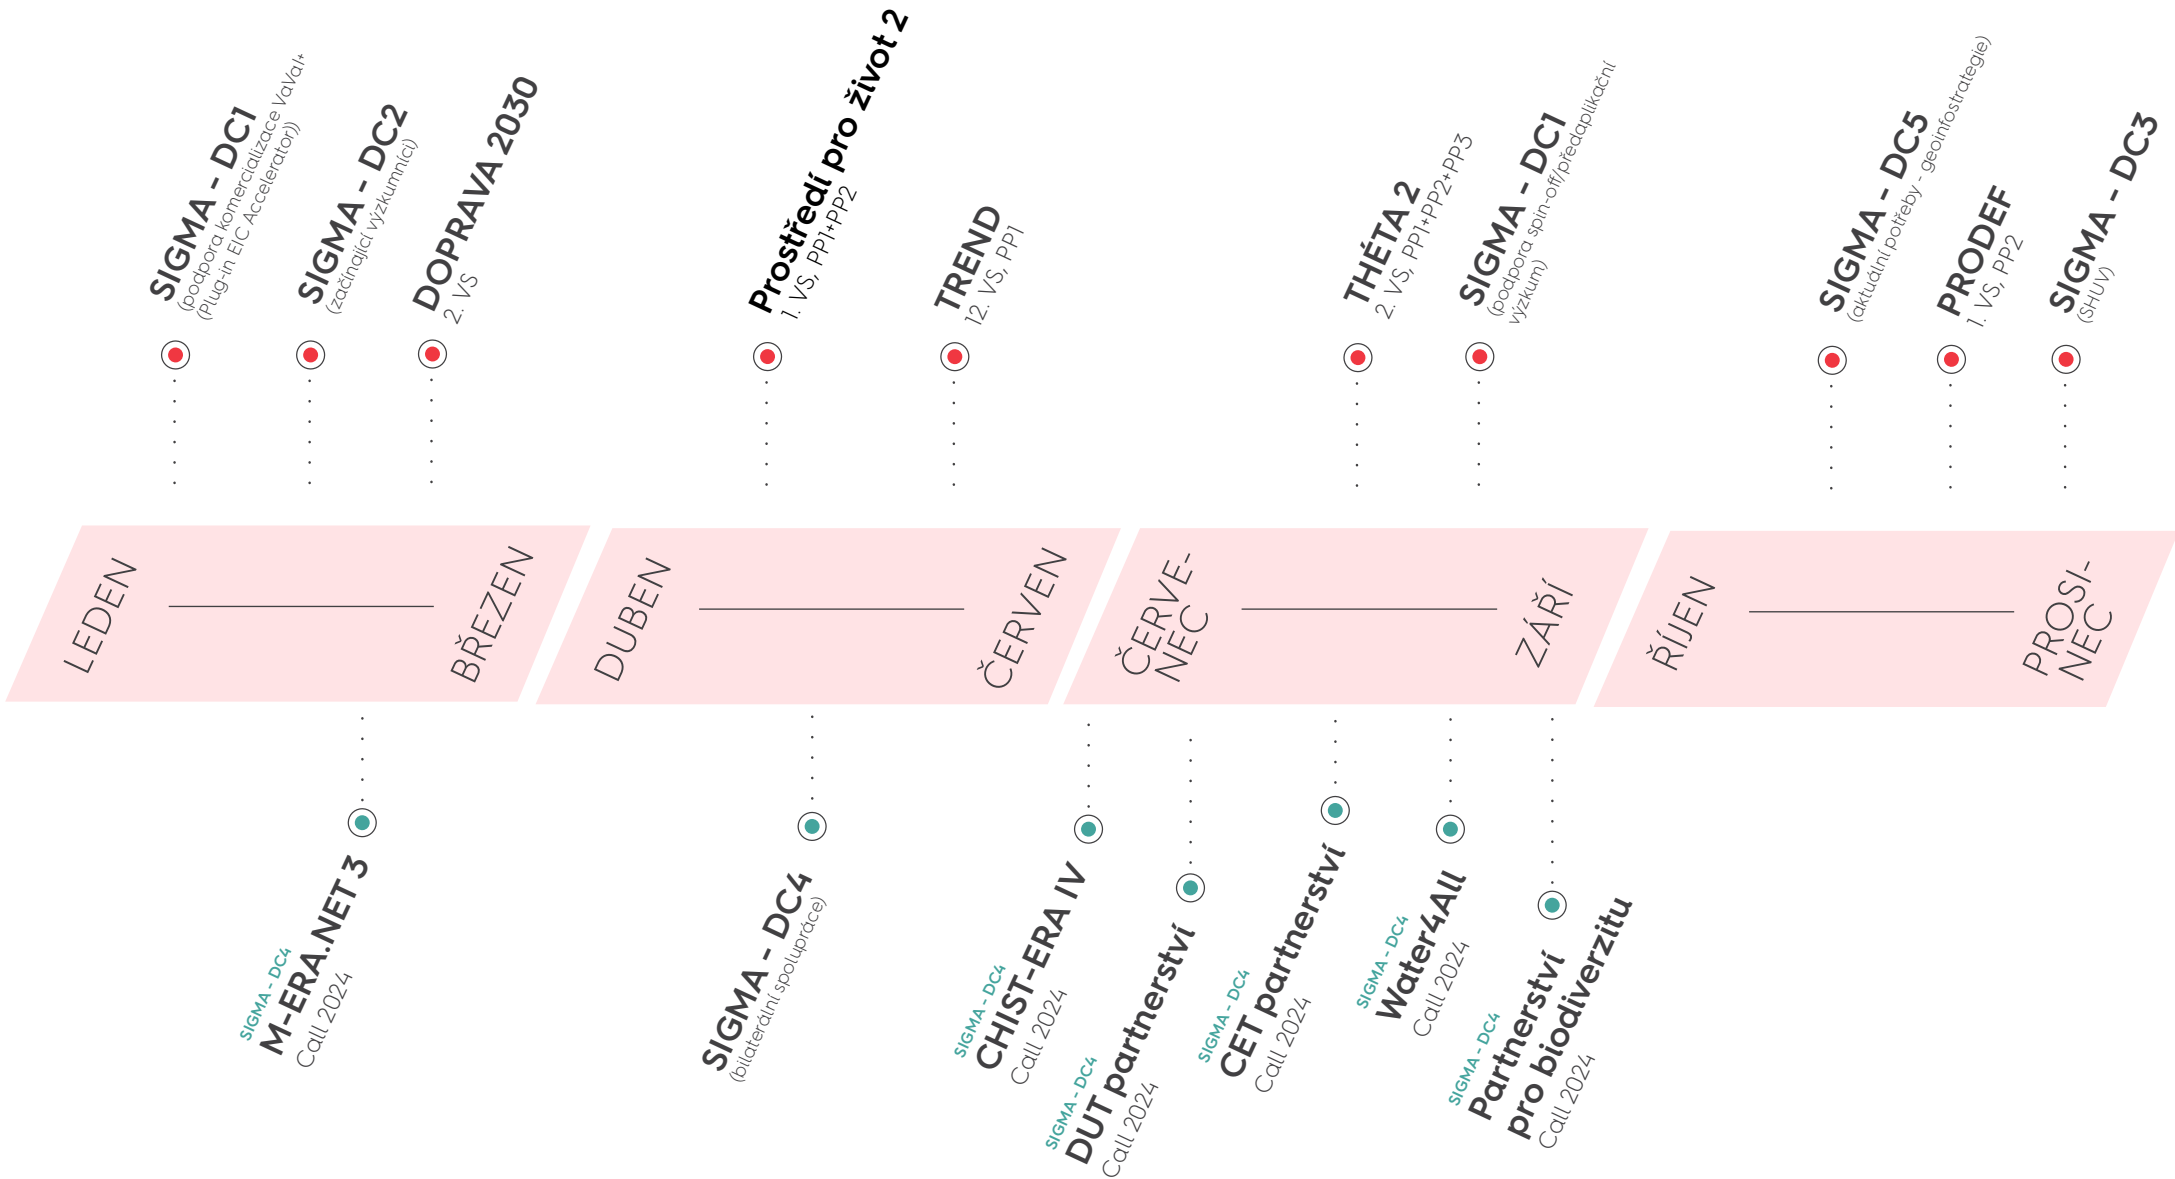 SIGMA - DC1
(podpora komercializace VaVaI+
(Plug-in EIC Accelerator))
SIGMA - DC2
(začínající výzkumníci)
DOPRAVA 2030
2. VS
Prostředí pro život 2
1. VS, PP1+PP2
TREND
12. VS, PP1
THÉTA 2
2. VS, PP1+PP2+PP3
SIGMA - DC1
(podpora spin-off/předaplikační
výzkum)
SIGMA - DC5
(aktuální potřeby - geoinfostrategie)
PRODEF
1. VS, PP2
SIGMA - DC3
(SHUV)
LEDEN
BŘEZEN
DUBEN
ČERVEN
ČERVE-
NEC
ZÁŘÍ
ŘÍJEN
PROSI-
NEC
SIGMA - DC4
M-ERA.NET 3
Call 2024
SIGMA - DC4
(bilaterální spolupráce)
SIGMA - DC4
CHIST-ERA IV
Call 2024
SIGMA - DC4
DUT partnerství
Call 2024
SIGMA - DC4
CET partnerství
Call 2024
SIGMA - DC4
Water4All
Call 2024
SIGMA - DC4
Partnerství
pro biodiverzitu
Call 2024